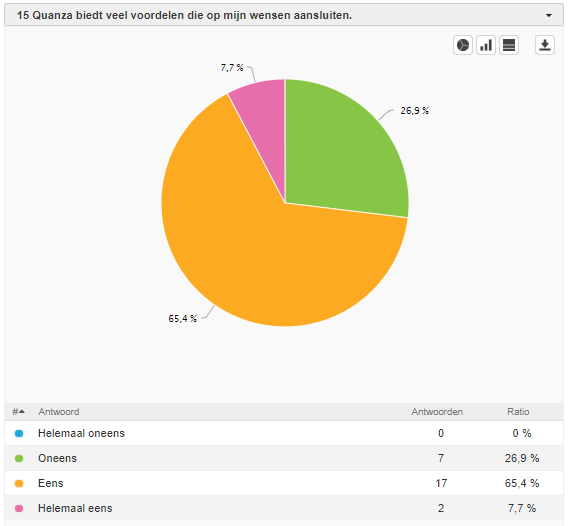 15 Quanza biedt veel voordelen die op mijn wensen aansluiten.
7,7 %
26,9 %
65,4 %
# Antwoord Antwoorden Ratio
Helemaal oneens 0 0 %
Oneens 7 26,9 %
Eens 17 65,4 %
Helemaal eens 2 7,7 %